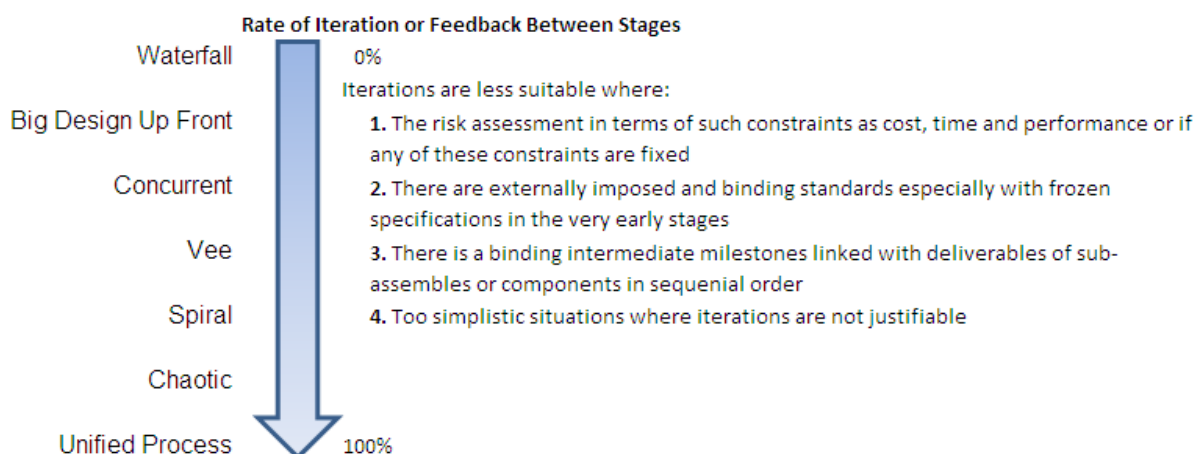 Rate of Iteration or Feedback Between Stages
Waterfall
0%
Iterations are less suitable where:
Big Design Up Front
1. The risk assessment in terms of such constraints as cost, time and performance or if
any of these constraints are fixed
Concurrent
2. There are externally imposed and binding standards especially with frozen
specifications in the very early stages
Vee
3. There is a binding intermediate milestones linked with deliverables of sub-
assembles or components in sequenial order
Spiral
4. Too simplistic situations where iterations are not justifiable
Chaotic
Unified Process
100%